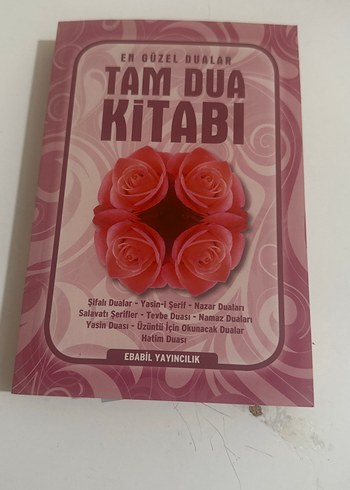 EN GÜZEL DUALAR
TAM DUA
KİTABI
Şifalı Dualar - Yasin-i Şerif - Nazar Duaları
Salavatı Şerifler - Tevbe Duası - Namaz Duaları
Yasin Duası - Üzüntü İçin Okunacak Dualar
Hatim Duası
EBABİL YAYINCILIK